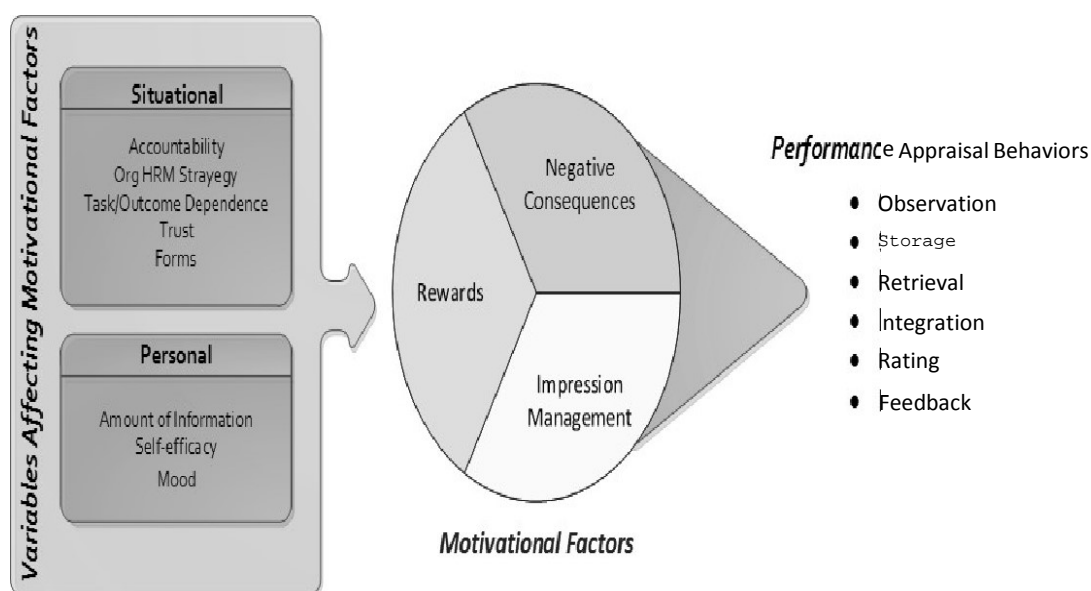 Variables Affecting Motivational Factors
Situational
Accountability
Org HRM Strayegy
Task/Outcome Dependence
Trust
Forms
Personal
Amount of Information
Self-efficacy
Mood
Negative
Consequences
Rewards
Impression
Management
Motivational Factors
Performance Appraisal Behaviors
• Observation
• Storage
• Retrieval
• Integration
• Rating
• Feedback